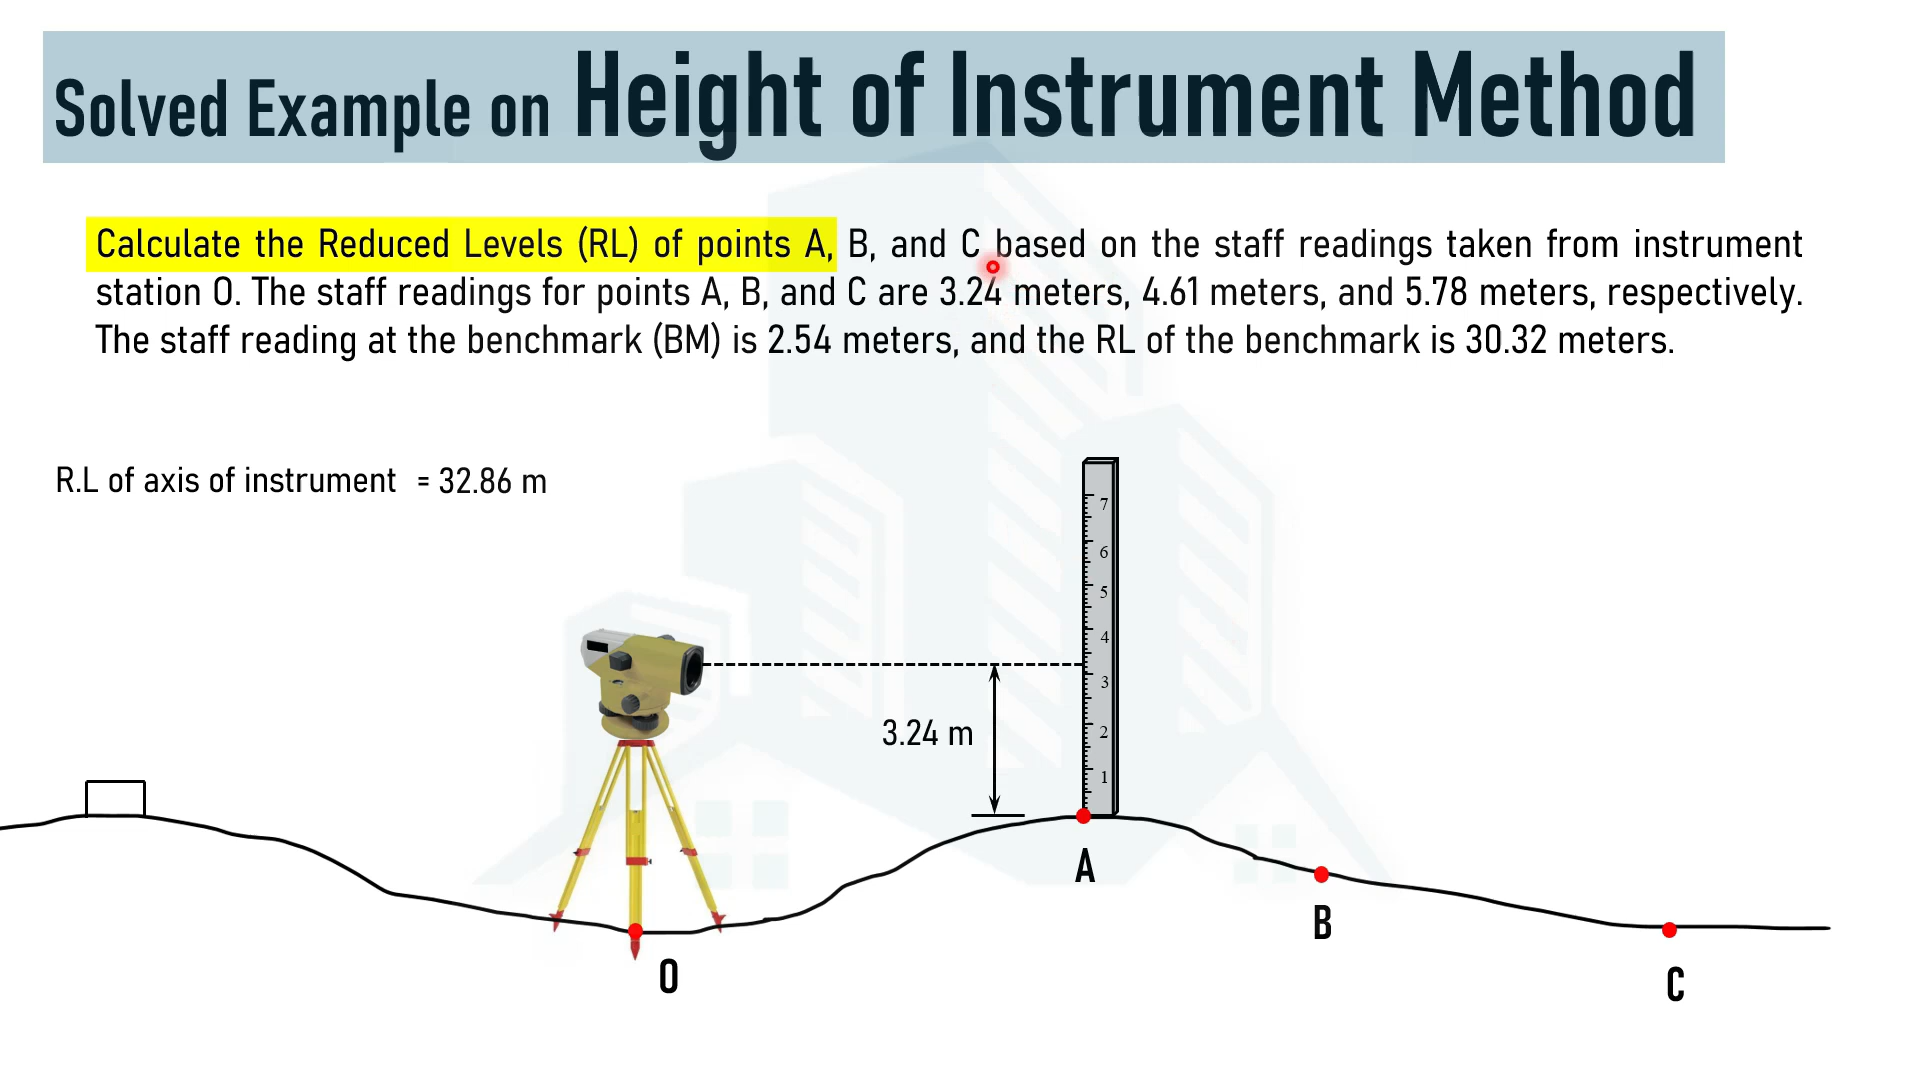 Solved Example on Height of Instrument Method
Calculate the Reduced Levels (RL) of points A, B, and C based on the staff readings taken from instrument
station O. The staff readings for points A, B, and C are 3.24 meters, 4.61 meters, and 5.78 meters, respectively.
The staff reading at the benchmark (BM) is 2.54 meters, and the RL of the benchmark is 30.32 meters.
R.L of axis of instrument = 32.86 m
7
6
5
4
3
3.24 m
2
1
A
B
O
C